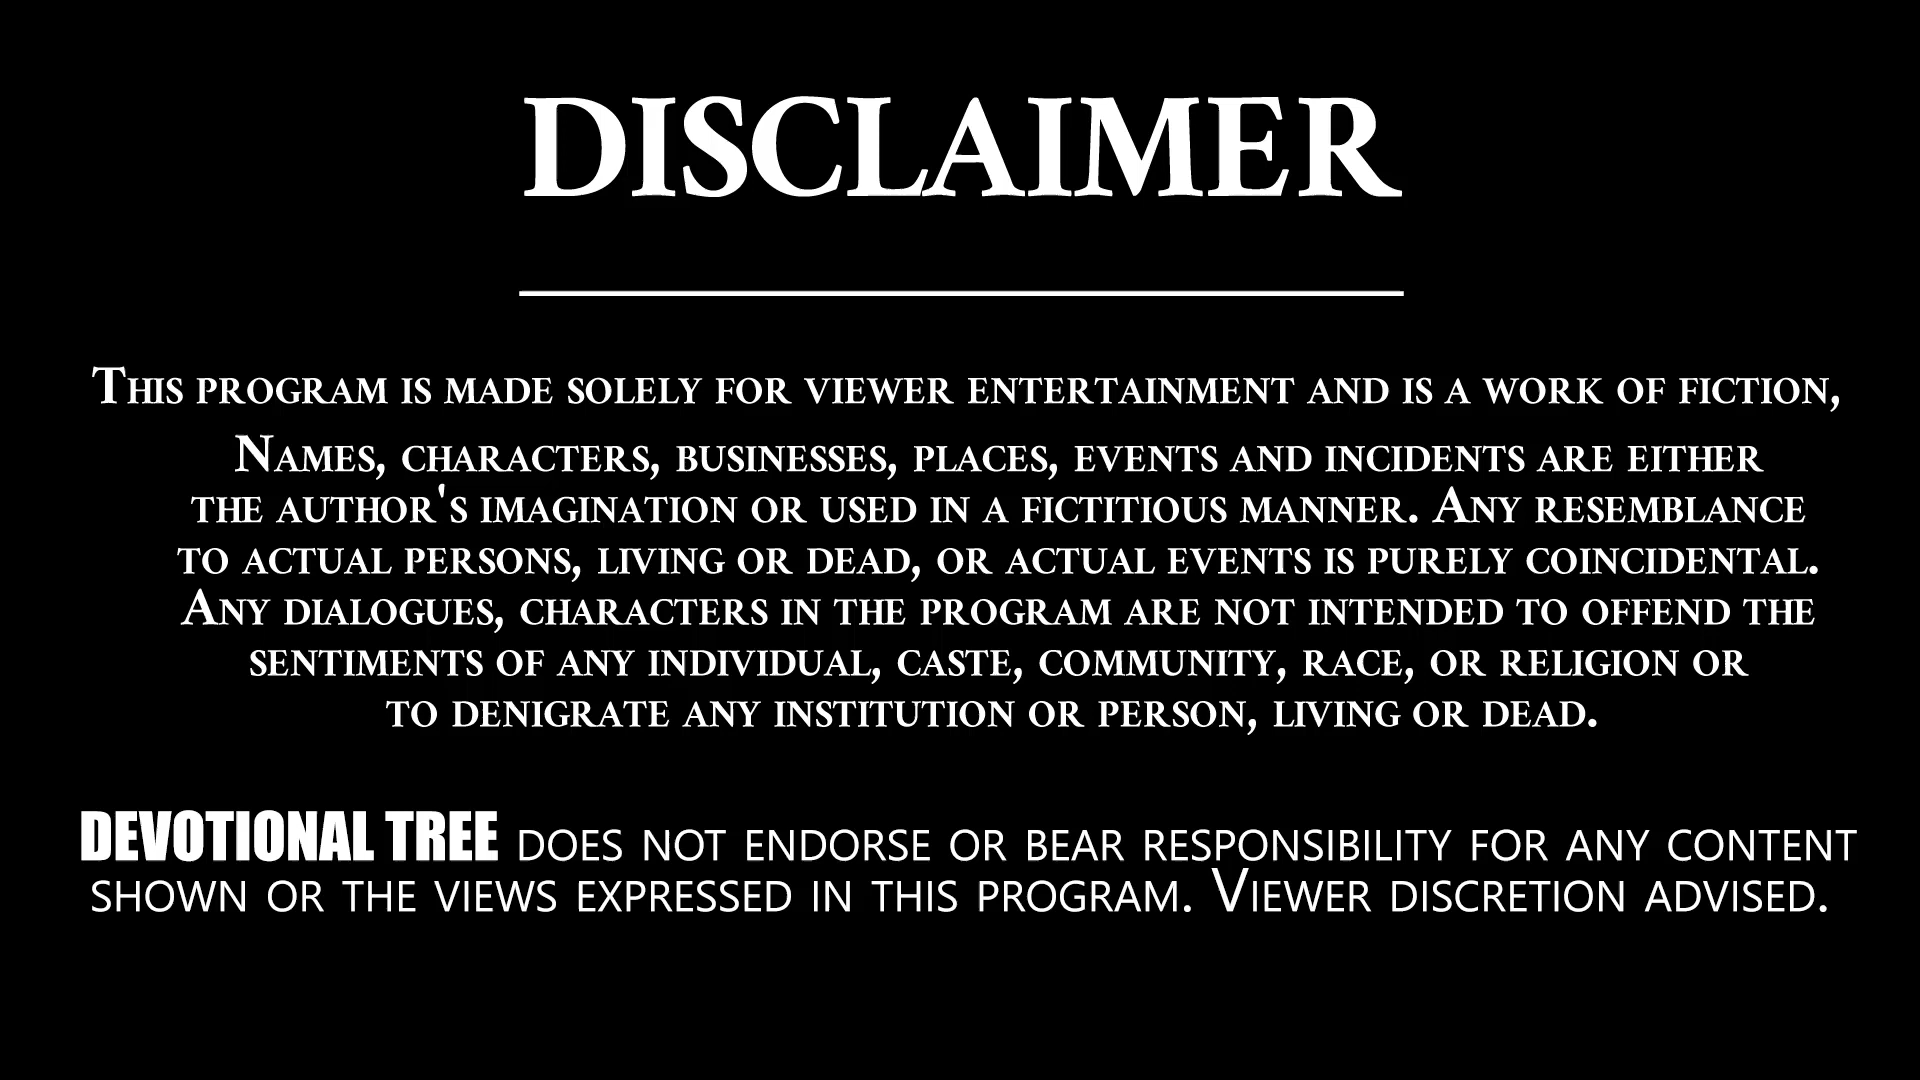 DISCLAIMER
This program is made solely for viewer entertainment and is a work of fiction,
Names, characters, businesses, places, events and incidents are either
the author's imagination or used in a fictitious manner. Any resemblance
to actual persons, living or dead, or actual events is purely coincidental.
Any dialogues, characters in the program are not intended to offend the
sentiments of any individual, caste, community, race, or religion or
to denigrate any institution or person, living or dead.
DEVOTIONAL TREE does not endorse or bear responsibility for any content
shown or the views expressed in this program. Viewer discretion advised.